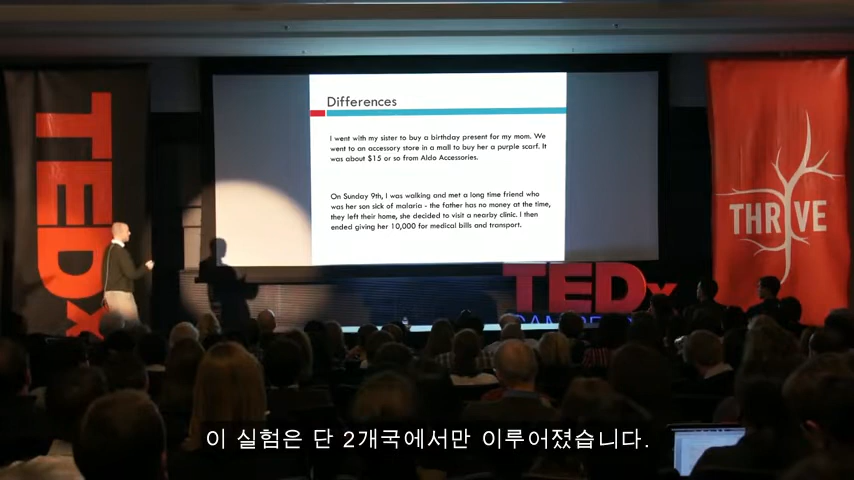 TEDx
Differences
I went with my sister to buy a birthday present for my mom. We
went to an accessory store in a mall to buy her a purple scarf. It
was about $15 or so from Aldo Accessories.
On Sunday 9th, I was walking and met a long time friend who
was her son sick of malaria - the father has no money at the time,
they left their home, she decided to visit a nearby clinic. I then
ended giving her 10,000 for medical bills and transport.
THRIVE
TEDx
이 실험은 단 2개국에서만 이루어졌습니다.